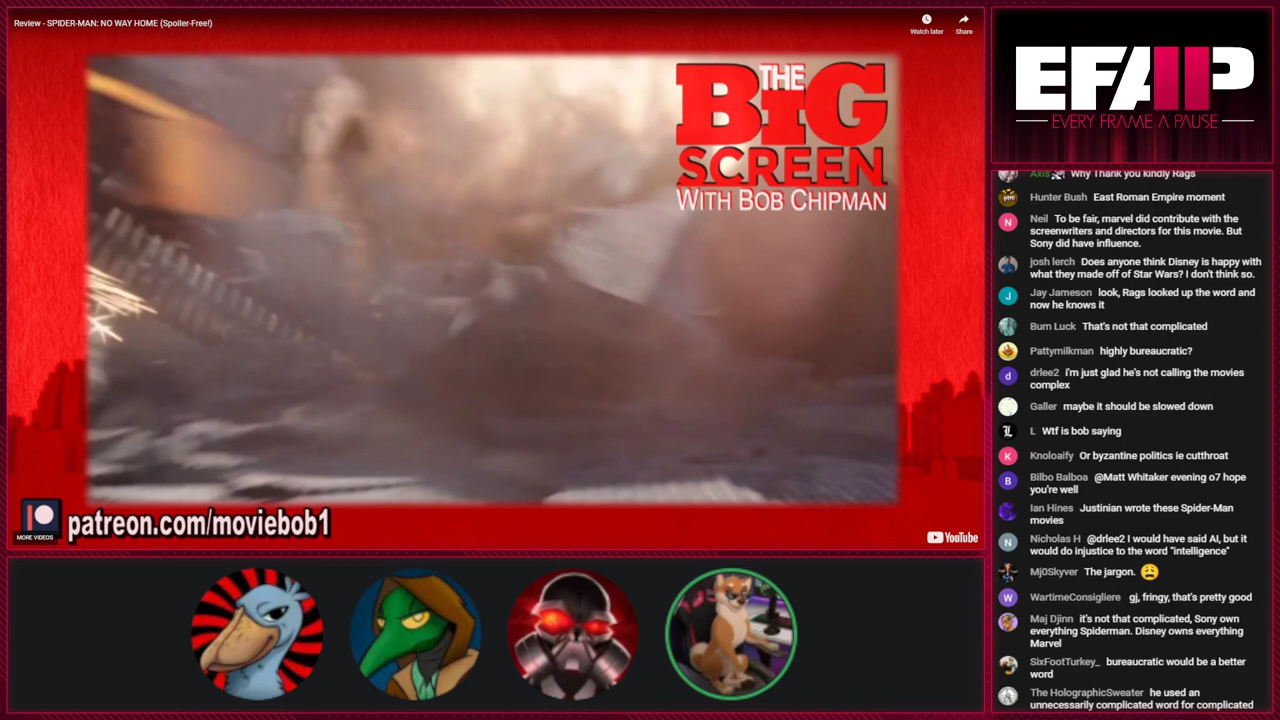 Review - SPIDER-MAN: NO WAY HOME (Spoiler-Free!)
Watch later
Share
THE
BIG
SCREEN
WITH BOB CHIPMAN
MORE VIDEOS
patreon.com/moviebob1
YouTube
EFAP
EVERY FRAME A PAUSE
Axis Why Thank you kindly Rags
Hunter Bush East Roman Empire moment
Neil To be fair, marvel did contribute with the
screenwriters and directors for this movie. But
Sony did have influence.
josh lerch Does anyone think Disney is happy with
what they made off of Star Wars? I don't think so.
Jay Jameson look, Rags looked up the word and
now he knows it
Bum Luck That's not that complicated
Pattymilkman highly bureaucratic?
drlee2 i'm just glad he's not calling the movies
complex
Galler maybe it should be slowed down
L Wtf is bob saying
Knoloaify Or byzantine politics ie cutthroat
Bilbo Balboa @Matt Whitaker evening o7 hope
you're well
Ian Hines Justinian wrote these Spider-Man
movies
Nicholas H @drlee2 I would have said AI, but it
would do injustice to the word "intelligence"
Mj0Skyver The jargon. 😩
WartimeConsigliere gj, fringy, that's pretty good
Maj Djinn it's not that complicated, Sony own
everything Spiderman. Disney owns everything
Marvel
SixFootTurkey_ bureaucratic would be a better
word
The HolographicSweater he used an
unnecessarily complicated word for complicated